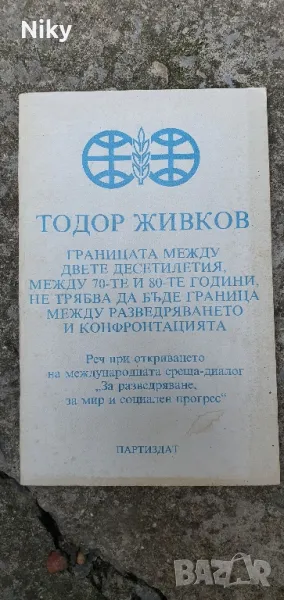 Niky
ТОДОР ЖИВКОВ
ГРАНИЦАТА МЕЖДУ
ДВЕТЕ ДЕСЕТИЛЕТИЯ,
МЕЖДУ 70-ТЕ И 80-ТЕ ГОДИНИ,
НЕ ТРЯБВА ДА БЪДЕ ГРАНИЦА
МЕЖДУ РАЗВЕДРЯВАНЕТО
И КОНФРОНТАЦИЯТА
Реч при откриването
на международната среща-диалог
„За разведряване,
за мир и социален прогрес"
ПАРТИЗДАТ
BAZAR